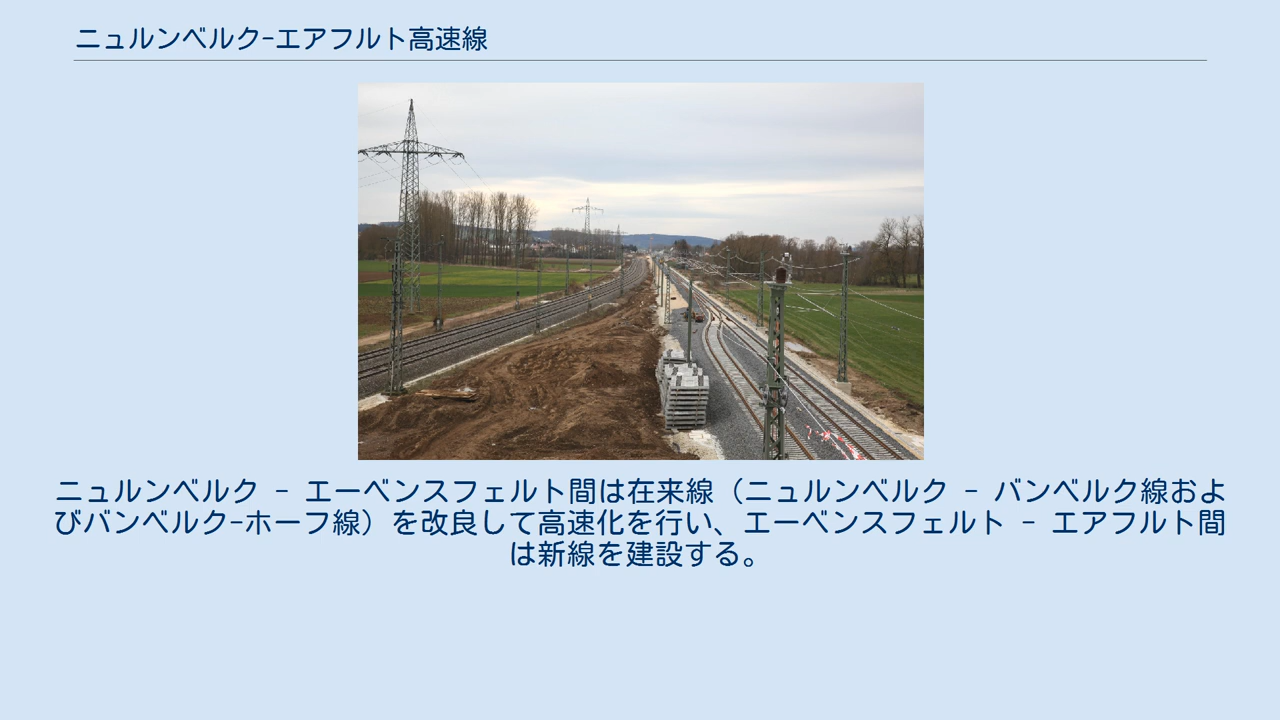 ニュルンベルク-エアフルト高速線
ニュルンベルク - エーベンスフェルト間は在来線（ニュルンベルク - バンベルク線およ
びバンベルク-ホーフ線）を改良して高速化を行い、エーベンスフェルト - エアフルト間
は新線を建設する。